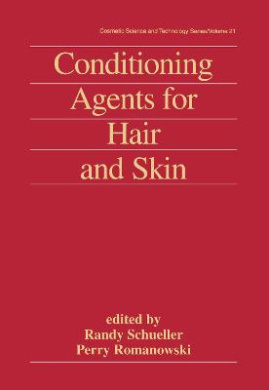 Cosmetic Science and Technology Series/Volume 21
Conditioning
Agents for
Hair
and Skin
edited by
Randy Schueller
Perry Romanowski